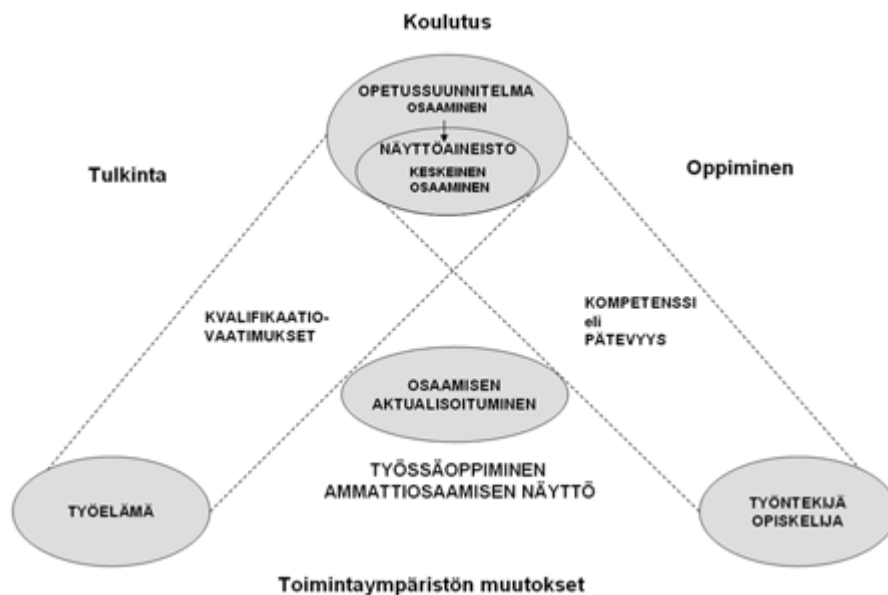 Koulutus
OPETUSSUUNNITELMA
OSAAMINEN
NÄYTTÖAINEISTO
KESKEINEN
OSAAMINEN
Tulkinta
Oppiminen
KVALIFIKAATIO-
VAATIMUKSET
KOMPETENSSI
eli
PÄTEVYYS
OSAAMISEN
AKTUALISOITUMINEN
TYÖSSÄOPPIMINEN
AMMATTIOSAAMISEN NÄYTTÖ
TYÖELÄMÄ
TYÖNTEKIJÄ
OPISKELIJA
Toimintaympäristön muutokset